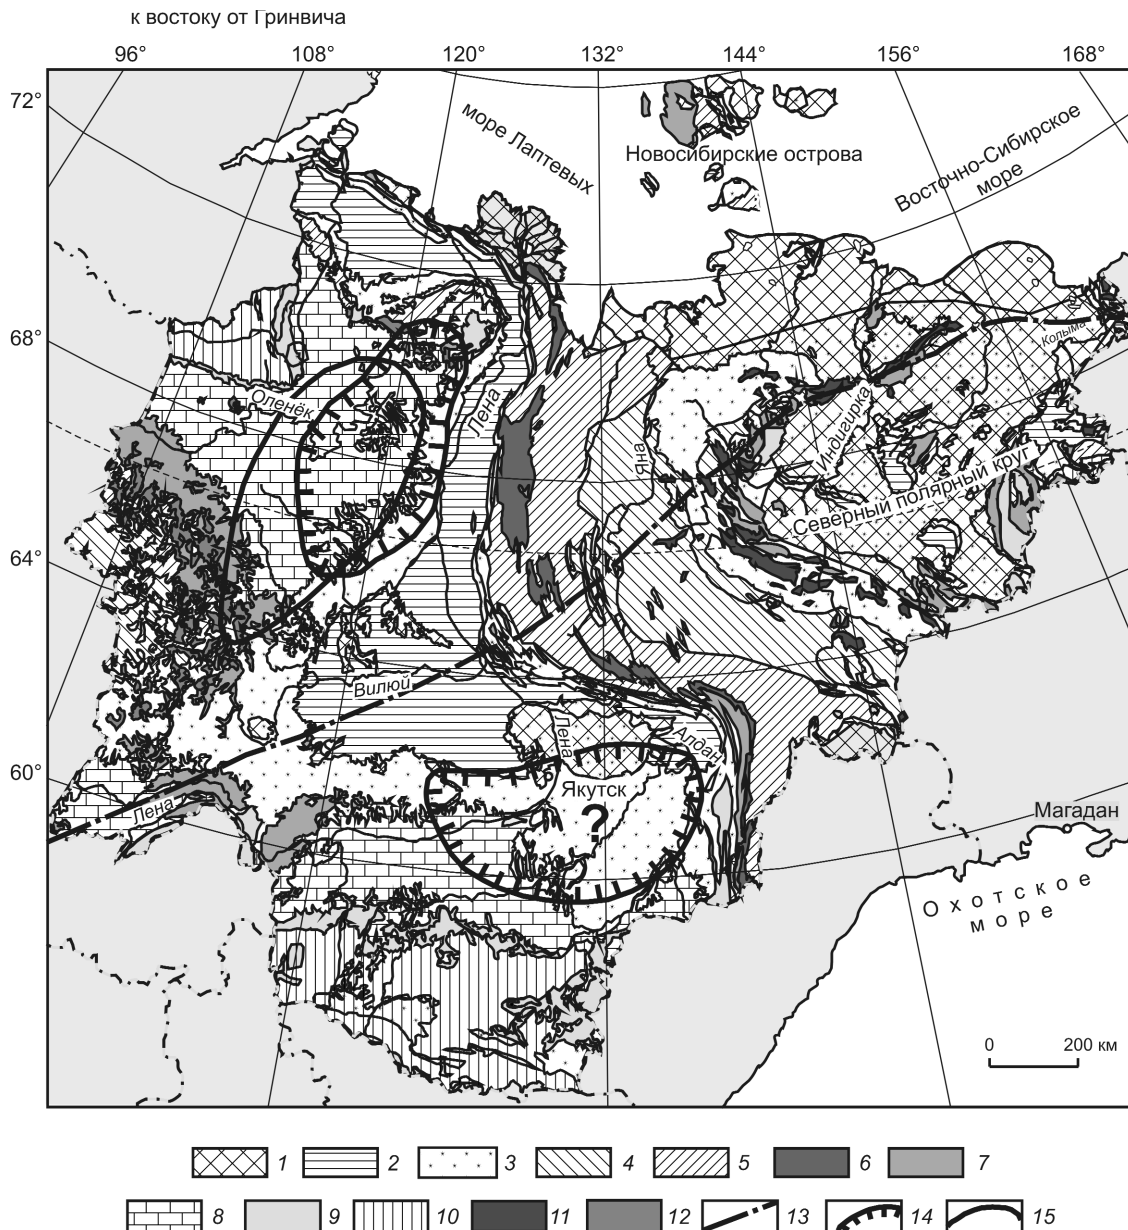 к востоку от Гринвича
96° 108° 120° 132° 144° 156° 168°
72°
68°
64°
60°
море Лаптевых
Новосибирские острова
Восточно-Сибирское
море
Колыма
Оленёк
Лена
Яна
Индигирка
Северный полярный круг
Вилюй
Лена
Алдан
Якутск
?
Лена
Магадан
Охотское
море
0 200 км
1 2 3 4 5 6 7
8 9 10 11 12 13 14 15